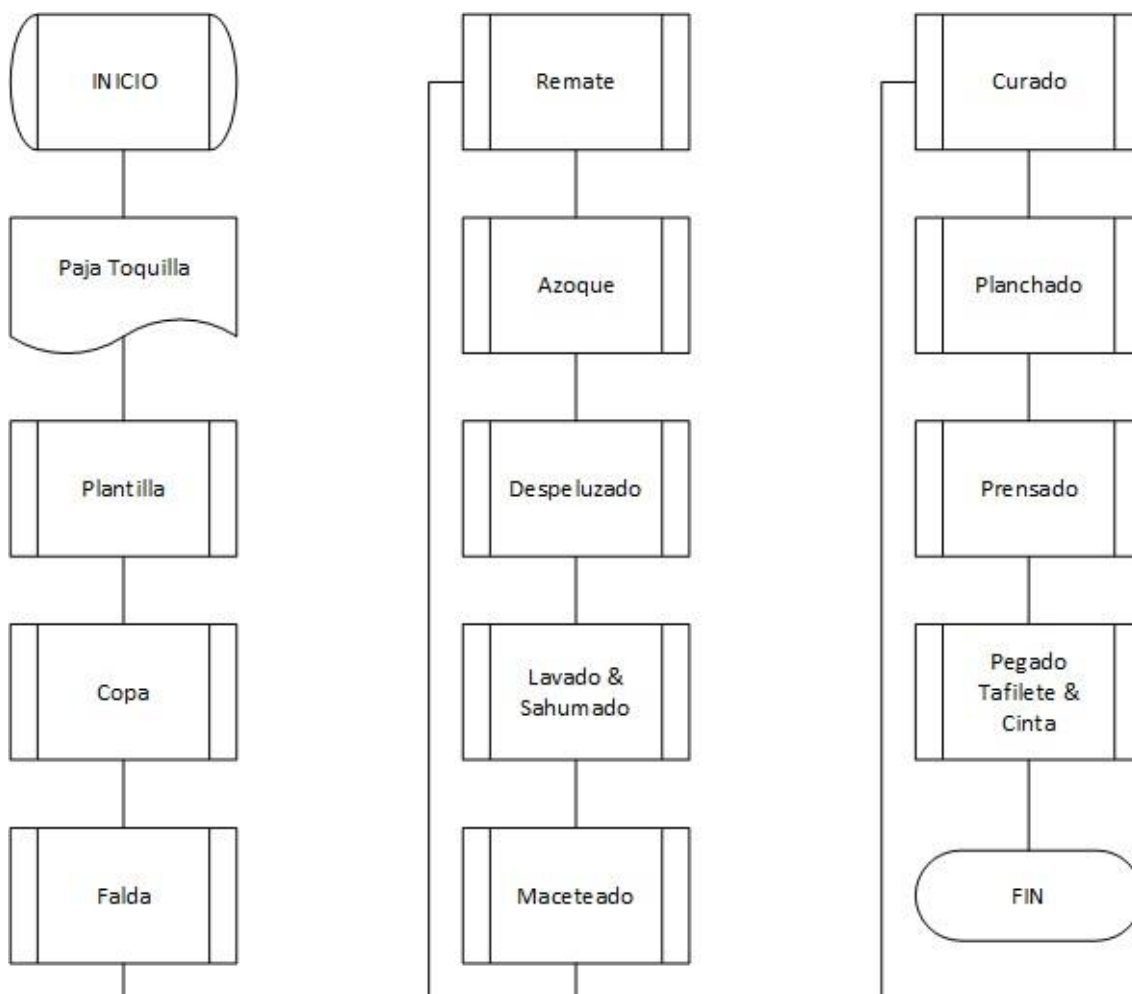 INICIO
Paja Toquilla
Plantilla
Copa
Falda
Remate
Azoque
Despeluzado
Lavado &
Sahumado
Maceteado
Curado
Planchado
Prensado
Pegado
Tafilete &
Cinta
FIN